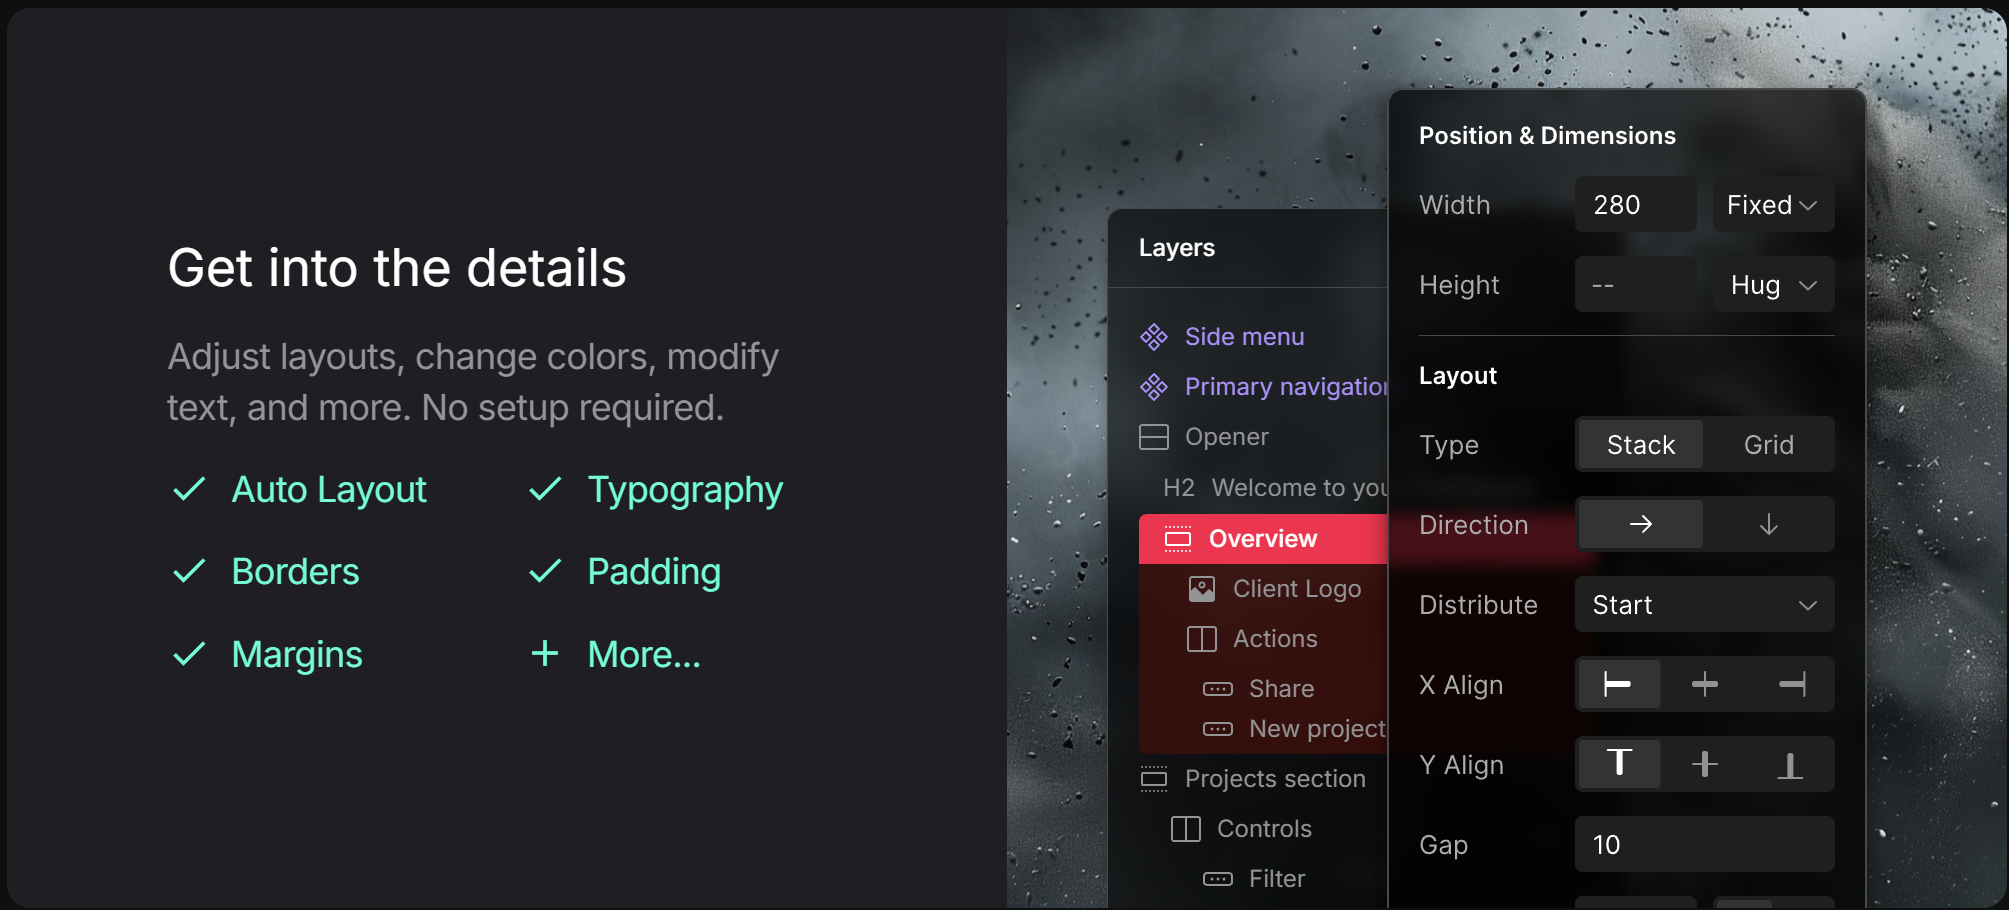 Get into the details
Adjust layouts, change colors, modify
text, and more. No setup required.
Auto Layout
Typography
Borders
Padding
Margins
More...
Layers
Side menu
Primary navigation
Opener
H2 Welcome to you
Overview
Client Logo
Actions
Share
New project
Projects section
Controls
Filter
Position & Dimensions
Width 280 Fixed
Height -- Hug
Layout
Type Stack Grid
Direction
Distribute Start
X Align
Y Align
Gap 10